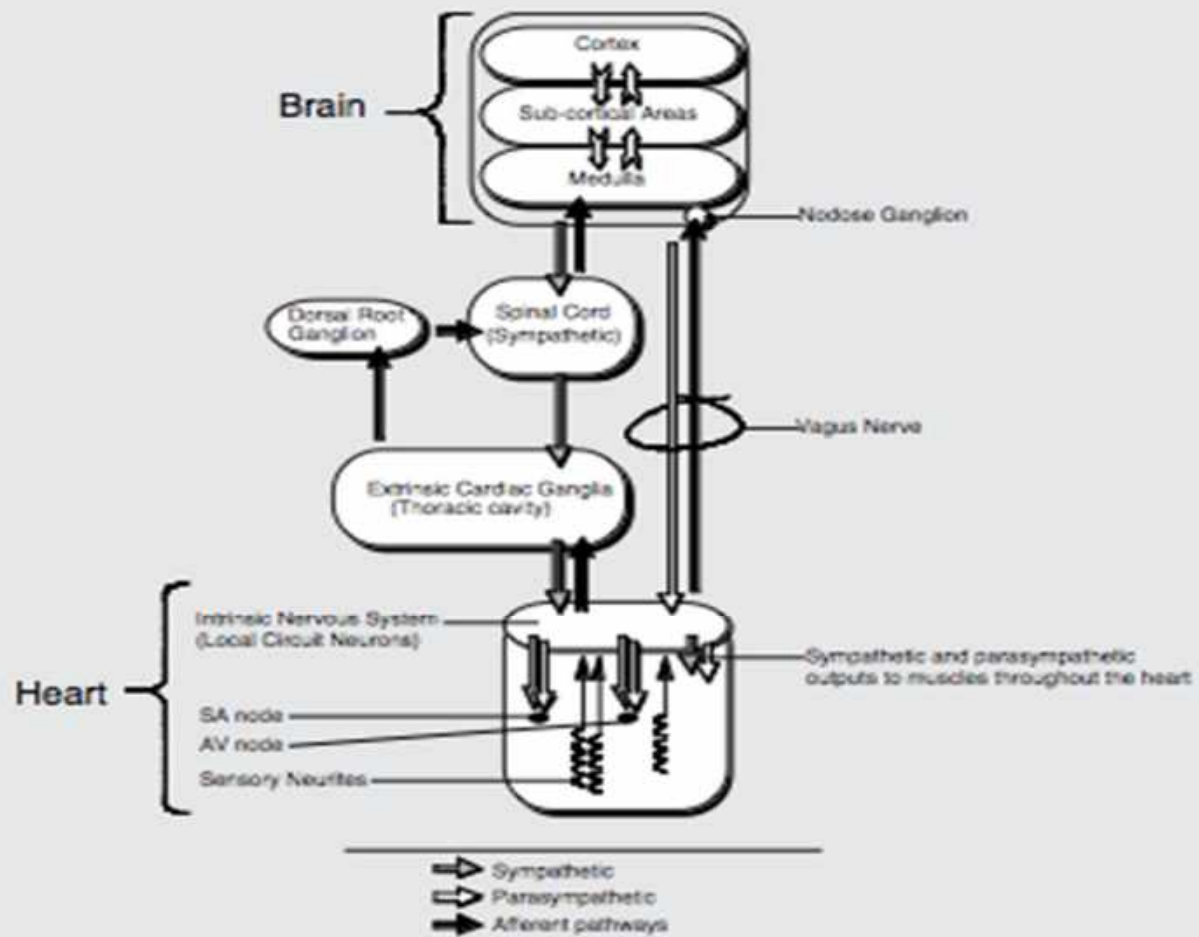 Cortex
Brain
Sub-cortical Areas
Medulla
Nodose Ganglion
Dorsal Root
Ganglion
Spinal Cord
(Sympathetic)
Vagus Nerve
Extrinsic Cardiac Ganglia
(Thoracic cavity)
Intrinsic Nervous System
(Local Circuit Neurons)
Sympathetic and parasympathetic
outputs to muscles throughout the heart
Heart
SA node
AV node
Sensory Neurites
Sympathetic
Parasympathetic
Afferent pathways